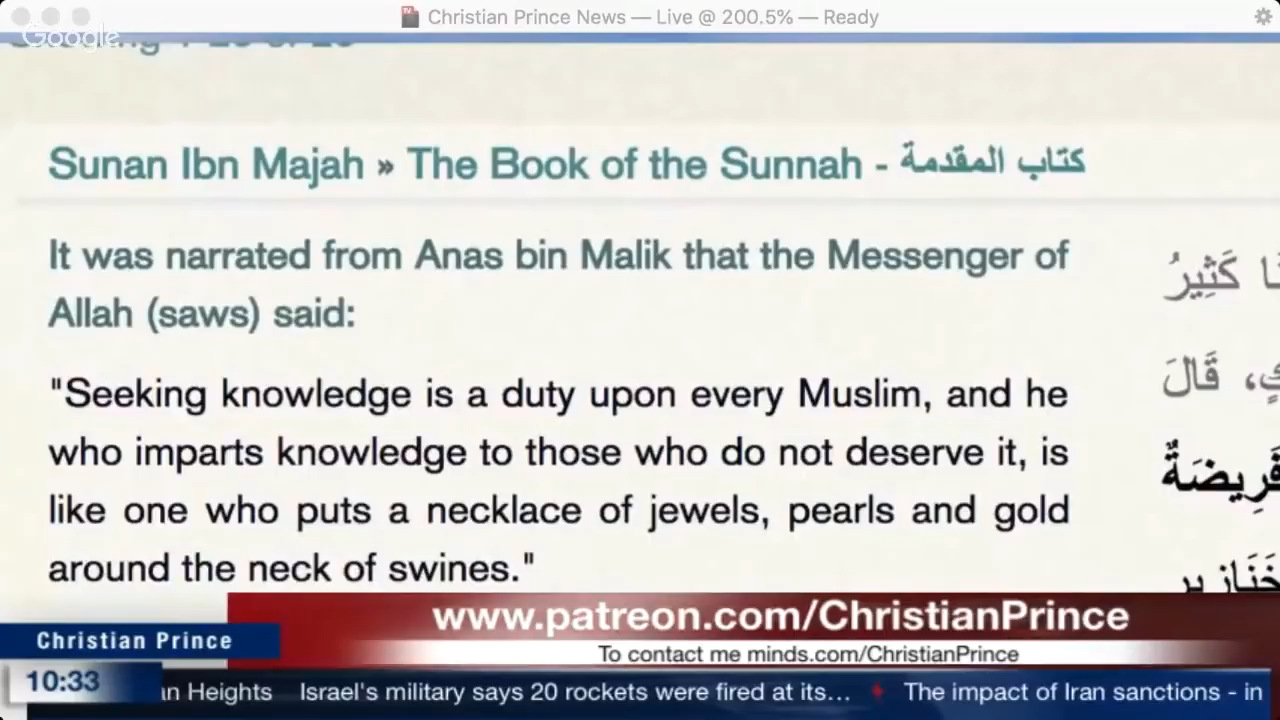 Christian Prince News — Live @ 200.5% — Ready
Google
Sunan Ibn Majah » The Book of the Sunnah - كتاب المقدمة
It was narrated from Anas bin Malik that the Messenger of
Allah (saws) said:
كَثِيرُ
قَالَ
"Seeking knowledge is a duty upon every Muslim, and he
who imparts knowledge to those who do not deserve it, is
like one who puts a necklace of jewels, pearls and gold
around the neck of swines."
www.patreon.com/ChristianPrince
Christian Prince
To contact me minds.com/ChristianPrince
10:33
Heights Israel's military says 20 rockets were fired at its... The impact of Iran sanctions - in